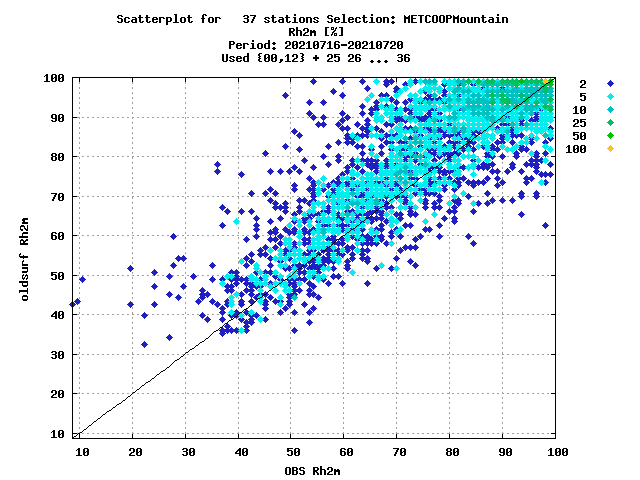 Scatterplot for   37 stations Selection: METCOOPMountain
Rh2m [%]
Period: 20210716-20210720
Used {00,12} + 25 26 ... 36
100
90
80
70
60
50
40
30
20
10
oldsurf Rh2m
10 20 30 40 50 60 70 80 90 100
OBS Rh2m
2
5
10
25
50
100